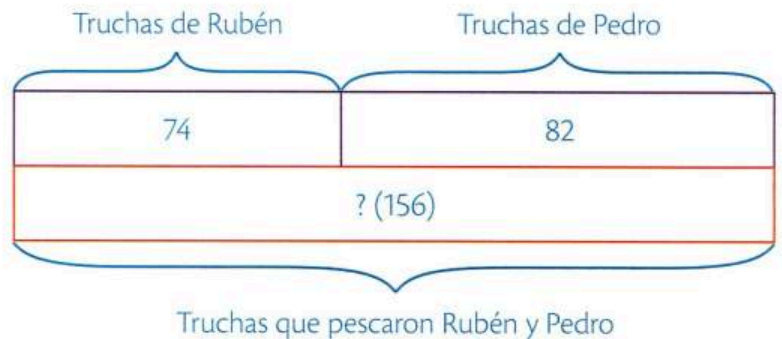 Truchas de Rubén Truchas de Pedro
74 82
? (156)
Truchas que pescaron Rubén y Pedro